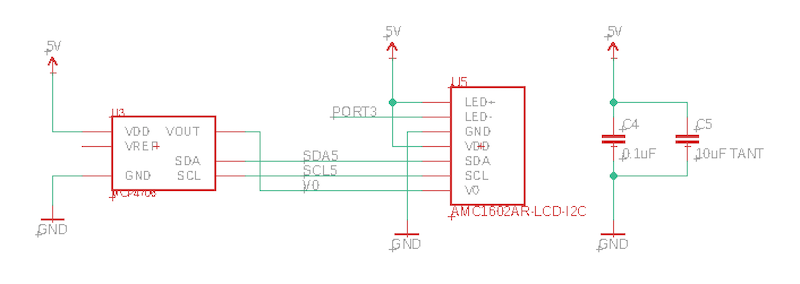 5V
U3
VDD
VREF
GND
VOUT
SDA
SCL
MCP4706
GND
SDA5
SCL5
V0
5V
PORT3
U5
LED+
LED-
GND
VDD
SDA
SCL
V0
AMC1602AR-LCD-I2C
GND
5V
C4
0.1uF
C5
10uF TANT
GND